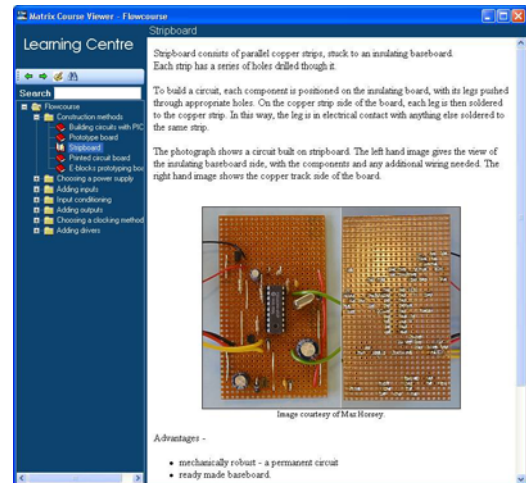 Matrix Course Viewer - Flowcourse
Learning Centre
Search
Flowcourse
Construction methods
Building circuits with PIC
Prototype board
Stripboard
Printed circuit board
E-blocks prototyping boa
Choosing a power supply
Adding inputs
Input conditioning
Adding outputs
Choosing a clocking method
Adding drivers
Stripboard
Stripboard consists of parallel copper strips, stuck to an insulating baseboard.
Each strip has a series of holes drilled though it.
To build a circuit, each component is positioned on the insulating board, with its legs pushed
through appropriate holes. On the copper strip side of the board, each leg is then soldered
to the copper strip. In this way, the leg is in electrical contact with anything else soldered to
the same strip.
The photograph shows a circuit built on stripboard. The left hand image gives the view of
the insulating baseboard side, with the components and any additional wiring needed. The
right hand image shows the copper track side of the board.
Image courtesy of Max Horsey.
Advantages -
• mechanically robust - a permanent circuit
• ready made baseboard.